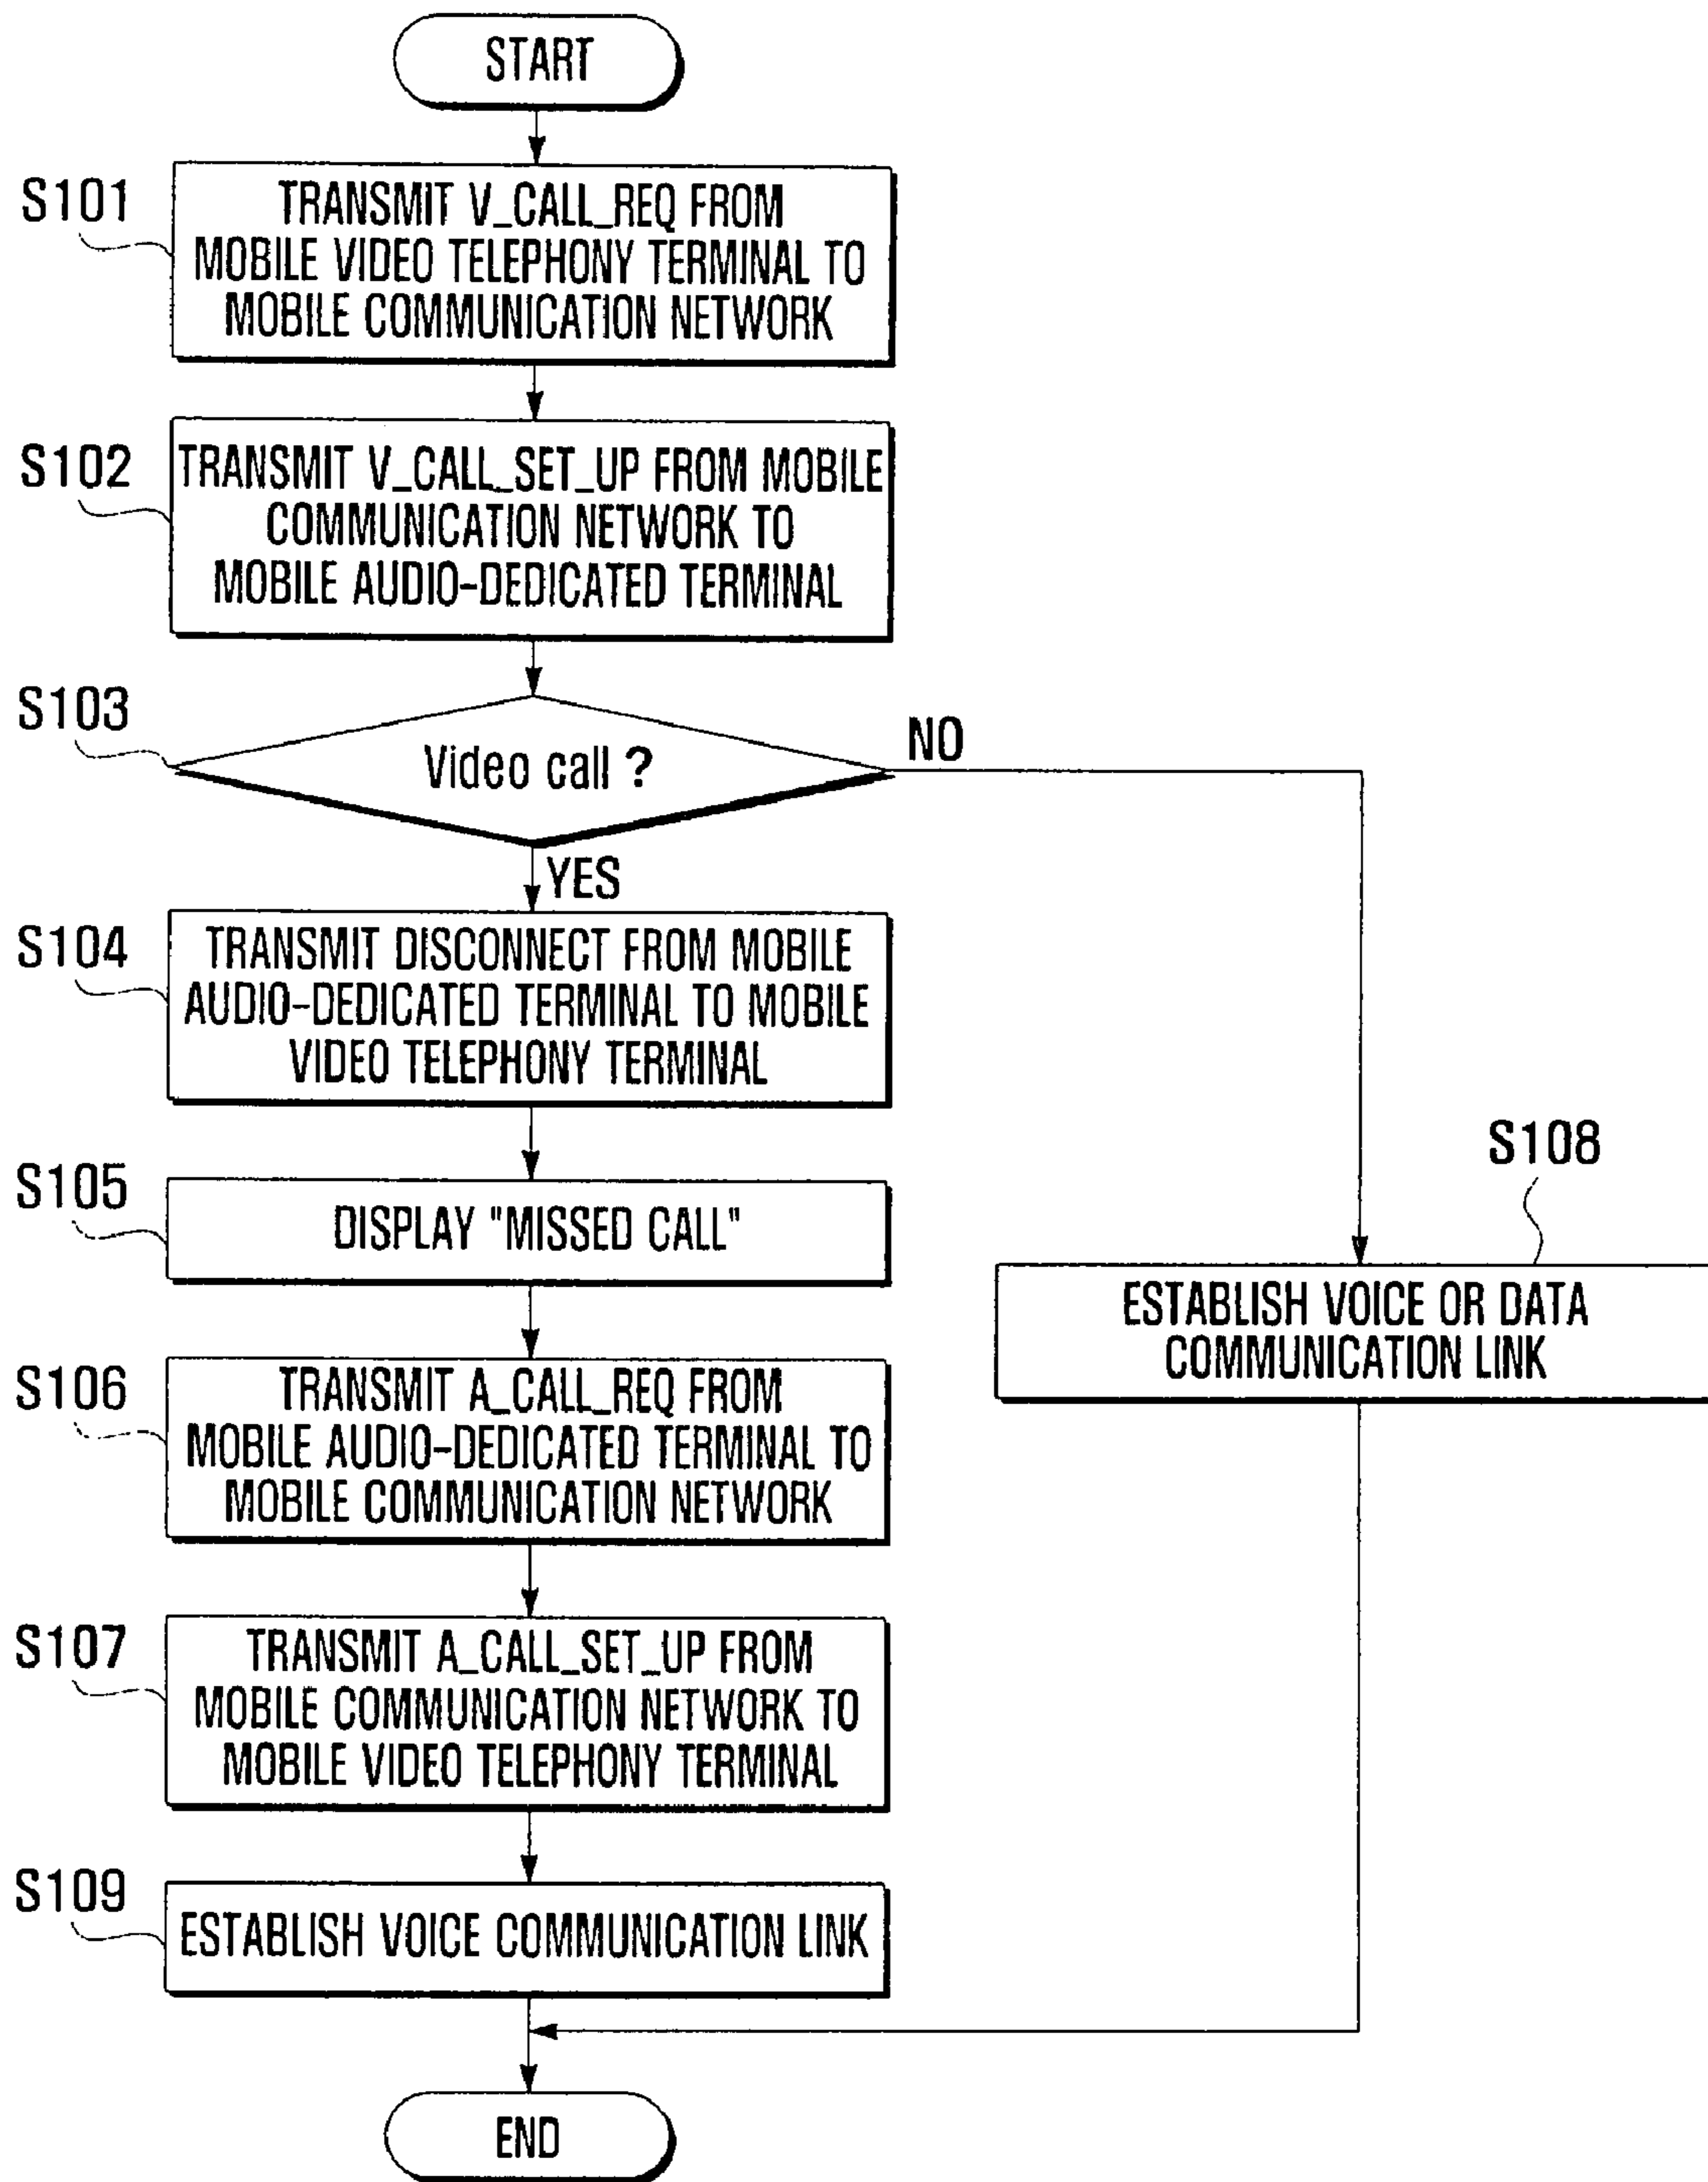 START
S101
TRANSMIT V_CALL_REQ FROM
MOBILE VIDEO TELEPHONY TERMINAL TO
MOBILE COMMUNICATION NETWORK
S102
TRANSMIT V_CALL_SET_UP FROM MOBILE
COMMUNICATION NETWORK TO
MOBILE AUDIO-DEDICATED TERMINAL
S103
Video call ?
NO
YES
S104
TRANSMIT DISCONNECT FROM MOBILE
AUDIO-DEDICATED TERMINAL TO MOBILE
VIDEO TELEPHONY TERMINAL
S105
DISPLAY "MISSED CALL"
S108
ESTABLISH VOICE OR DATA
COMMUNICATION LINK
S106
TRANSMIT A_CALL_REQ FROM
MOBILE AUDIO-DEDICATED TERMINAL TO
MOBILE COMMUNICATION NETWORK
S107
TRANSMIT A_CALL_SET_UP FROM
MOBILE COMMUNICATION NETWORK TO
MOBILE VIDEO TELEPHONY TERMINAL
S109
ESTABLISH VOICE COMMUNICATION LINK
END